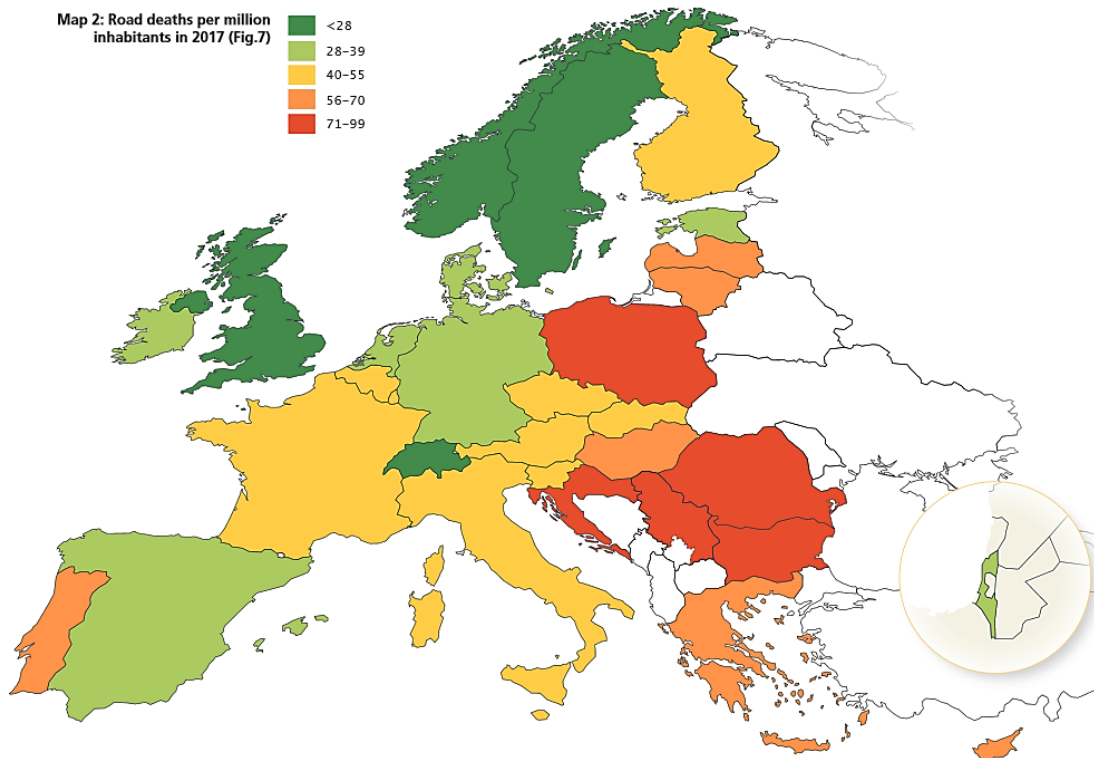 Map 2: Road deaths per million
inhabitants in 2017 (Fig.7)
<28
28–39
40–55
56–70
71–99